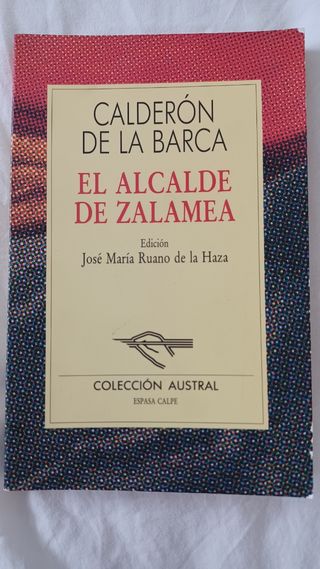 CALDERÓN
DE LA BARCA
EL ALCALDE
DE ZALAMEA
Edición
José María Ruano de la Haza
COLECCIÓN AUSTRAL
ESPASA CALPE